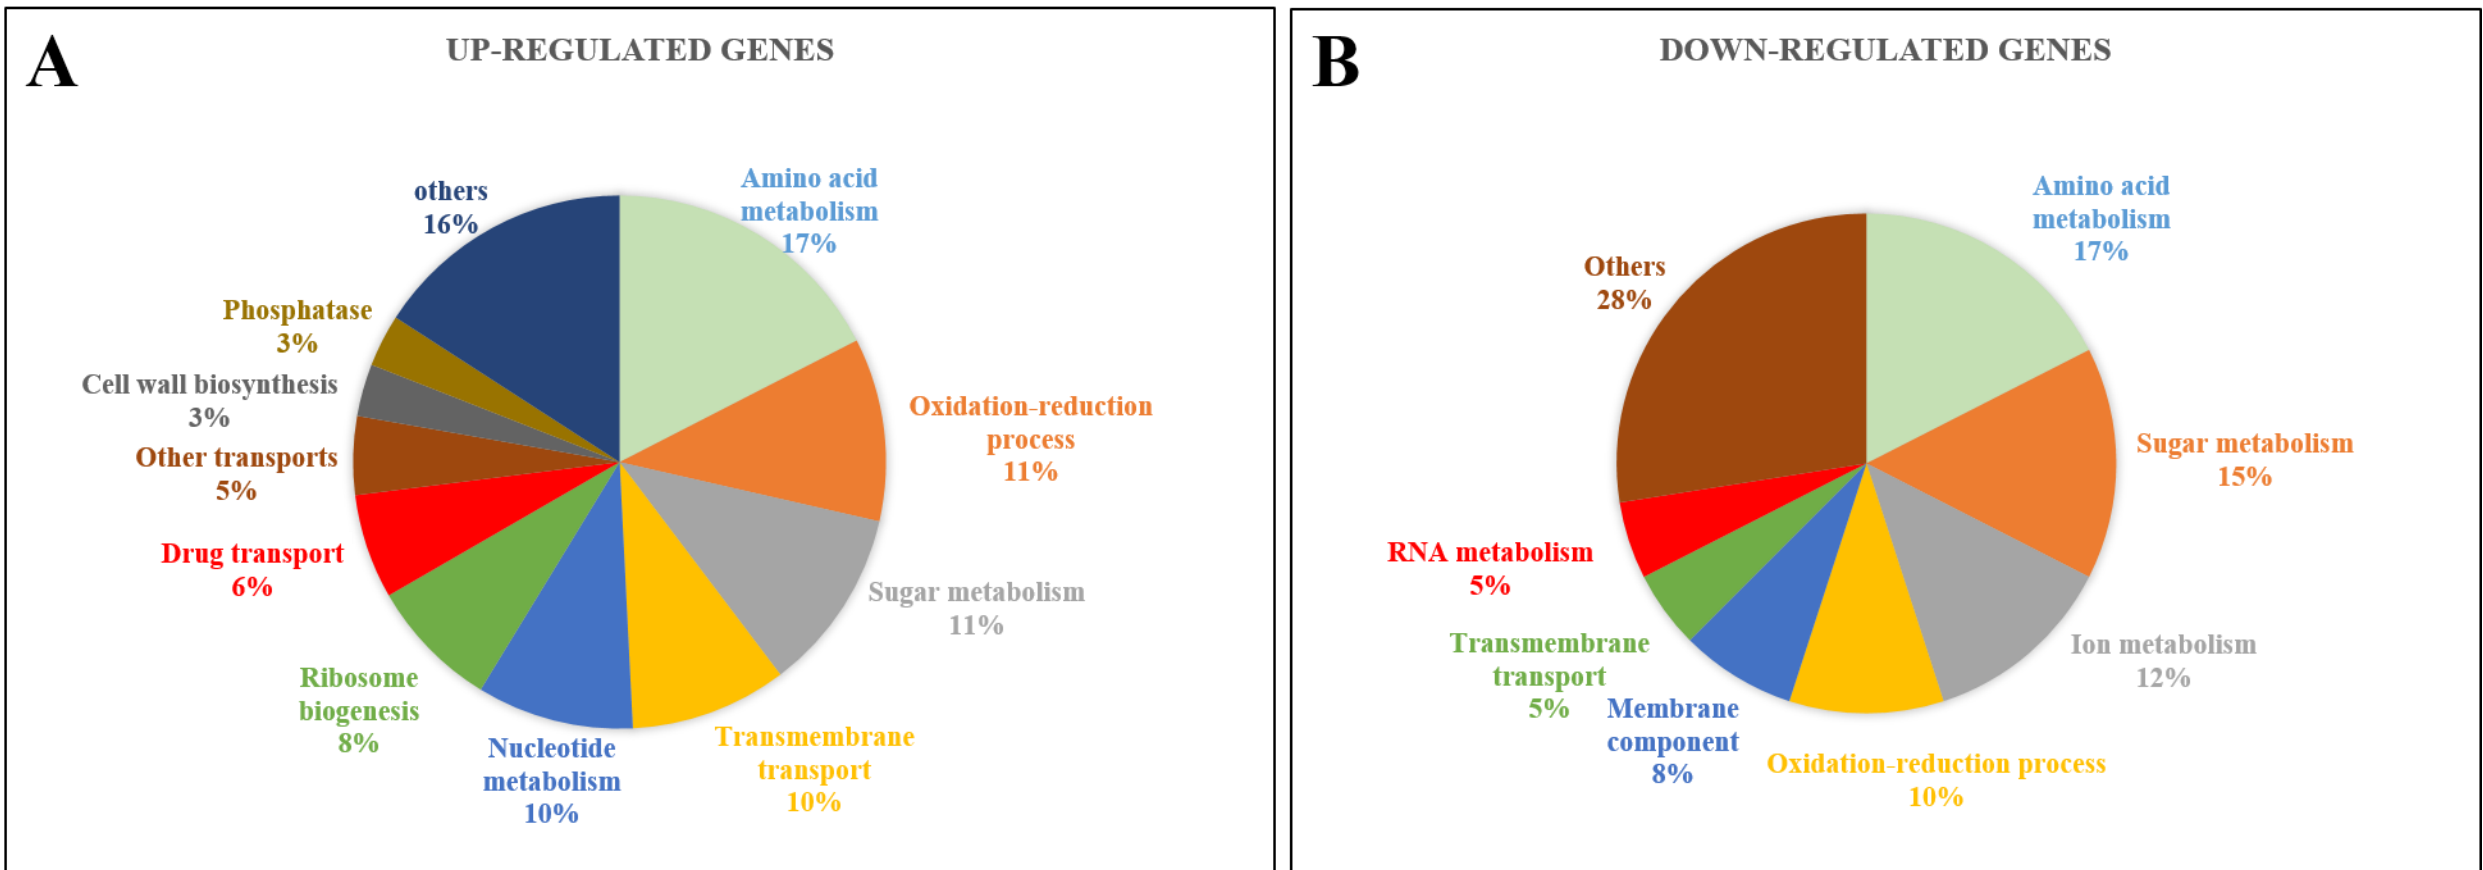 A
UP-REGULATED GENES
Amino acid
metabolism
17%
Oxidation-reduction
process
11%
Sugar metabolism
11%
Transmembrane
transport
10%
Nucleotide
metabolism
10%
Ribosome
biogenesis
8%
Drug transport
6%
Other transports
5%
Cell wall biosynthesis
3%
Phosphatase
3%
others
16%
B
DOWN-REGULATED GENES
Amino acid
metabolism
17%
Sugar metabolism
15%
Ion metabolism
12%
Oxidation-reduction process
10%
Membrane
component
8%
Transmembrane
transport
5%
RNA metabolism
5%
Others
28%